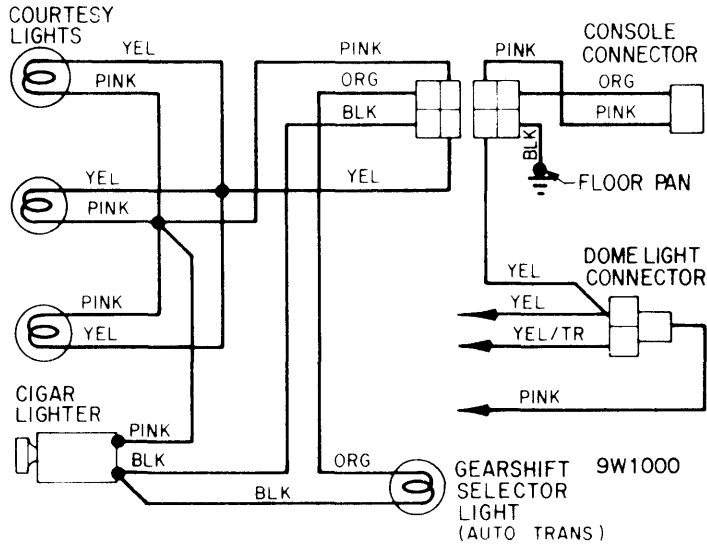 COURTESY
LIGHTS
YEL
PINK
YEL
PINK
PINK
YEL
CIGAR
LIGHTER
PINK
BLK
BLK
PINK
ORG
BLK
YEL
ORG
GEARSHIFT
SELECTOR
LIGHT
(AUTO TRANS)
9W1000
PINK
CONSOLE
CONNECTOR
ORG
PINK
BLK
FLOOR PAN
DOME LIGHT
CONNECTOR
YEL
YEL
YEL/TR
PINK